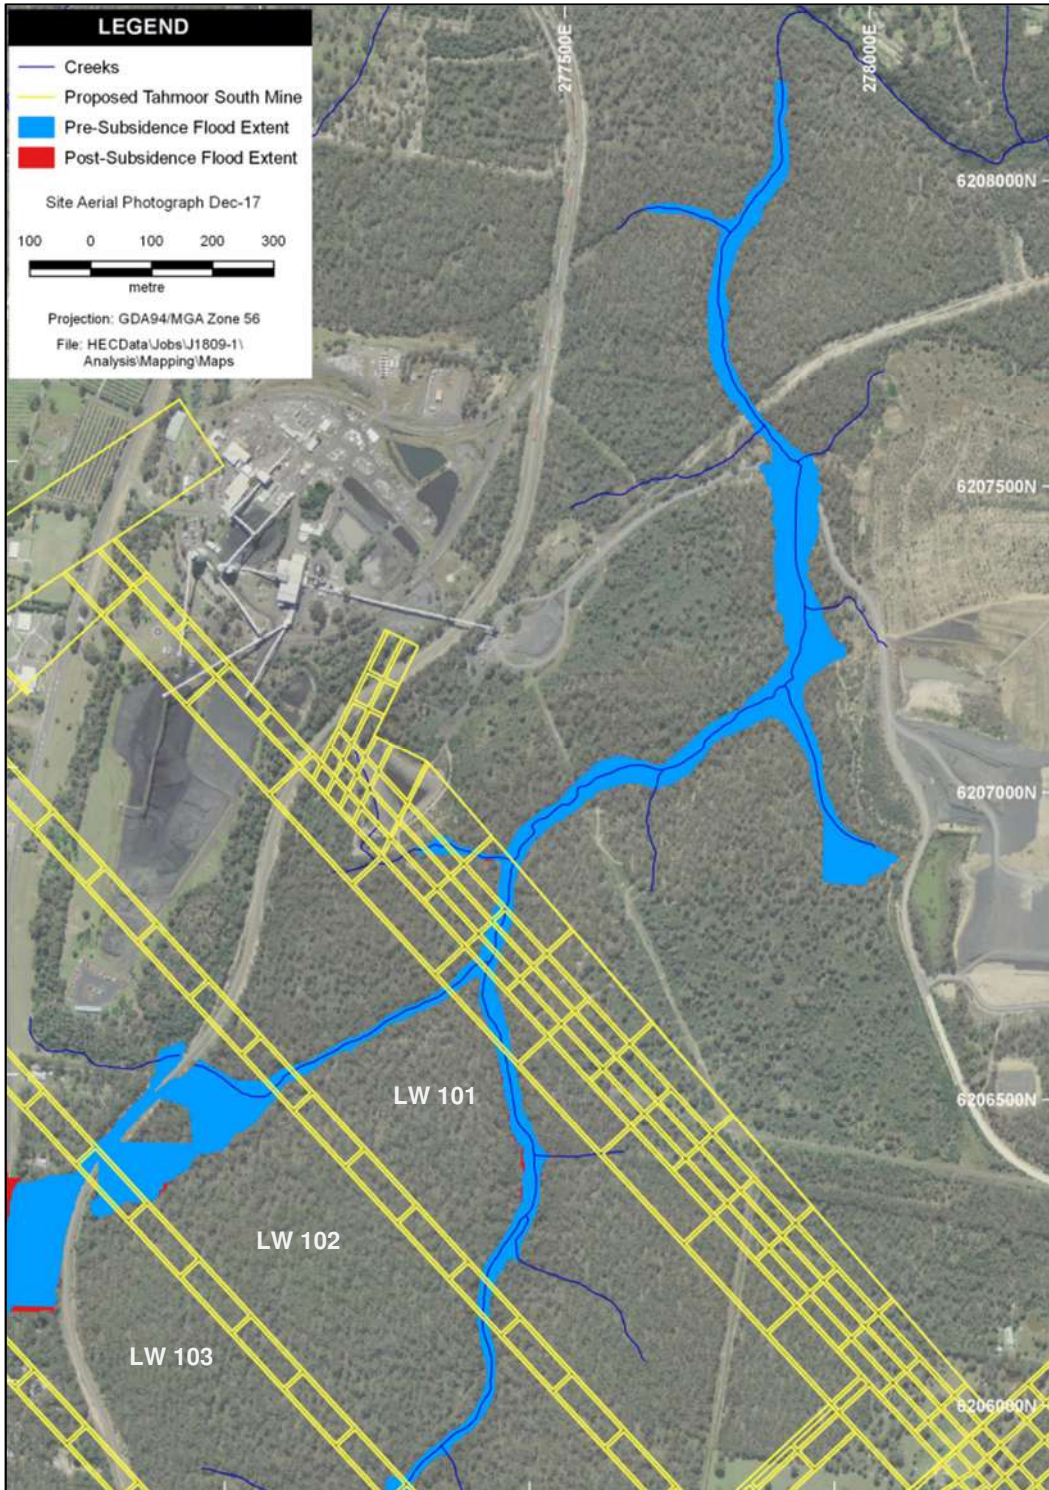 LEGEND
Creeks
Proposed Tahmoor South Mine
Pre-Subsidence Flood Extent
Post-Subsidence Flood Extent
Site Aerial Photograph Dec-17
100 0 100 200 300
metre
Projection: GDA94/MGA Zone 56
File: HECData\Jobs\J1809-1\
Analysis\Mapping\Maps
277500E
278000E
6208000N
6207500N
6207000N
6206500N
6206000N
LW 101
LW 102
LW 103